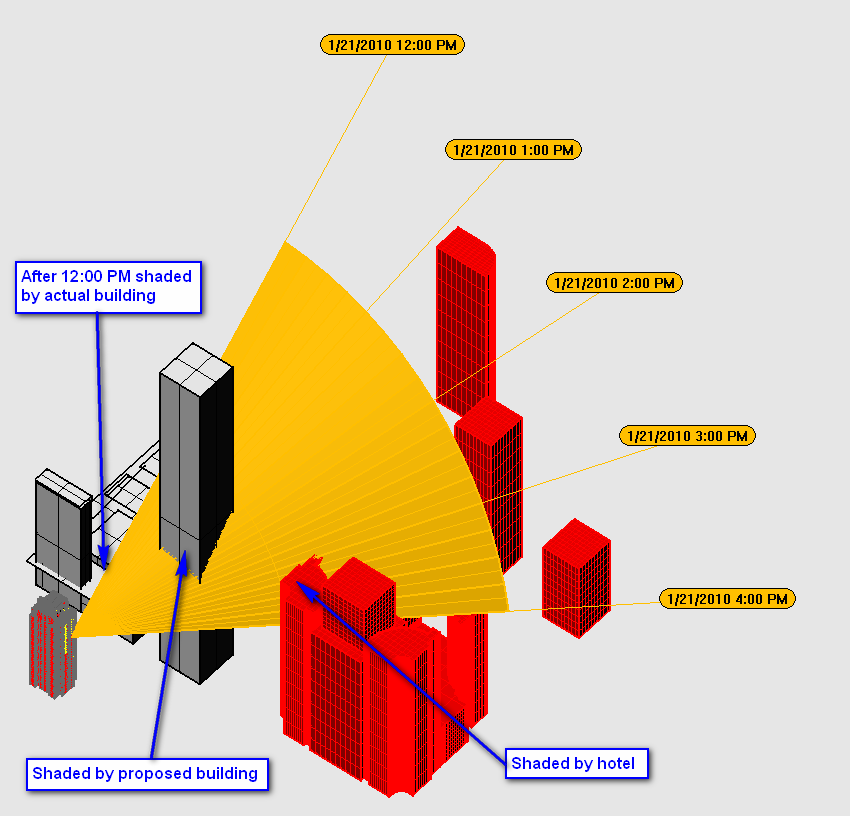 1/21/2010 12:00 PM
1/21/2010 1:00 PM
After 12:00 PM shaded
by actual building
1/21/2010 2:00 PM
1/21/2010 3:00 PM
1/21/2010 4:00 PM
Shaded by proposed building
Shaded by hotel